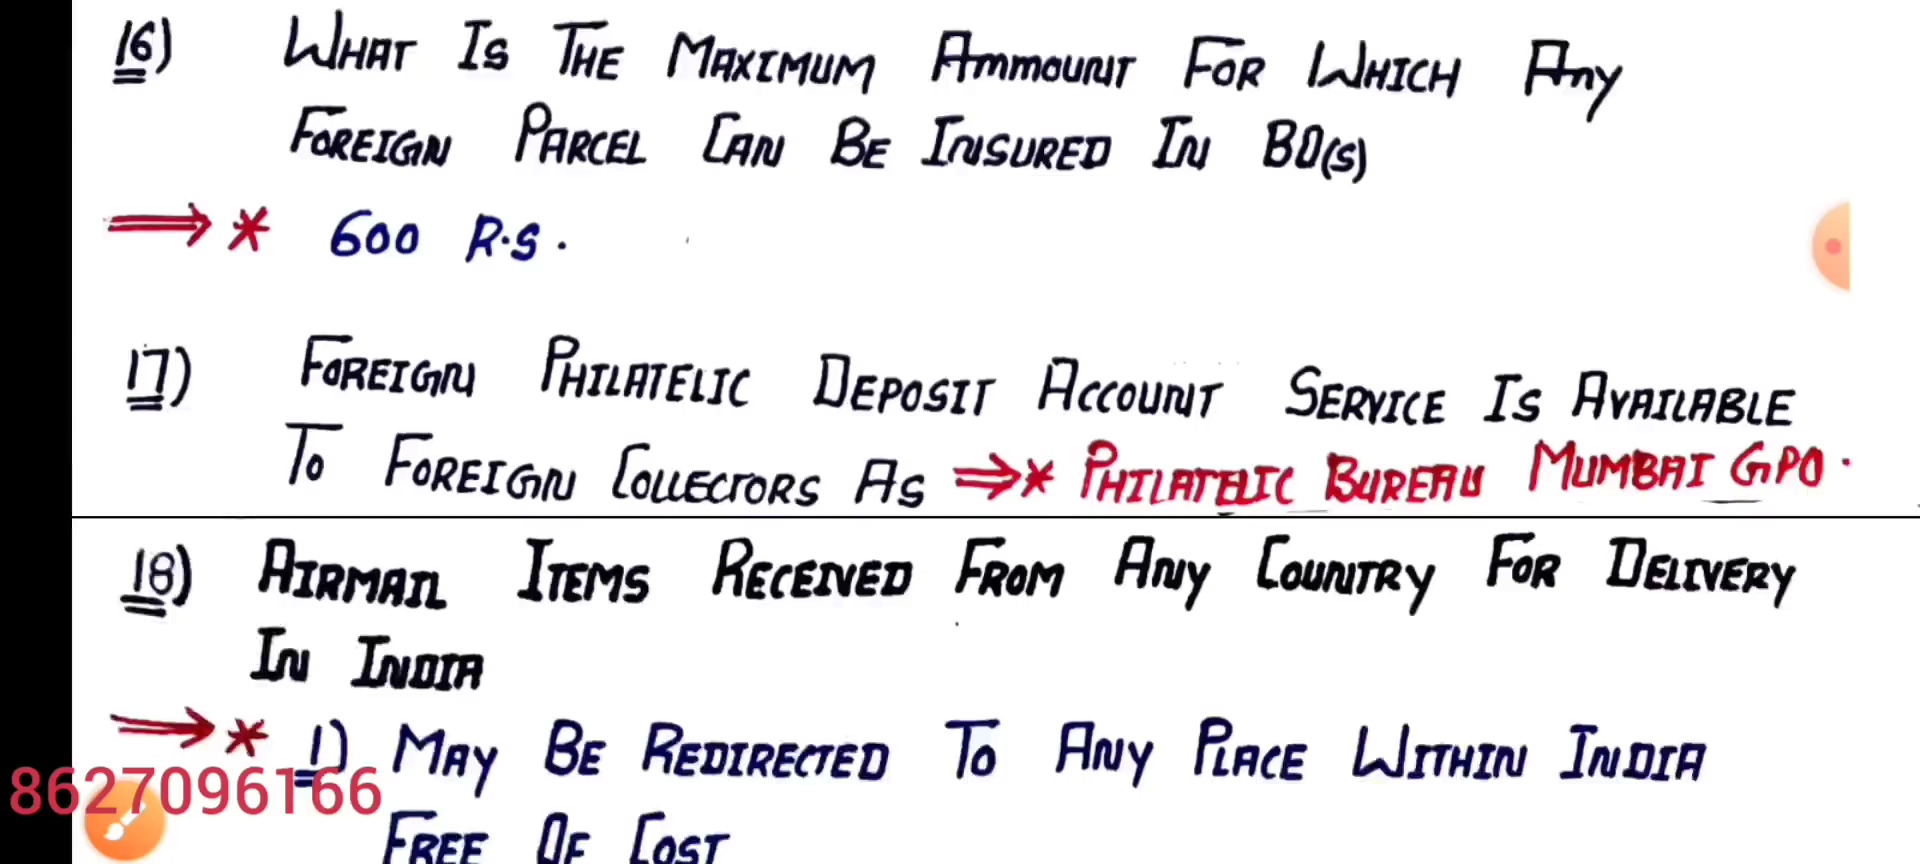 16) WHAT IS THE MAXIMUM AMMOUNT FOR WHICH ANY
FOREIGN PARCEL CAN BE INSURED IN BO(S)
⇒ * 600 R.S.
17) FOREIGN PHILATELIC DEPOSIT ACCOUNT SERVICE IS AVAILABLE
TO FOREIGN COLLECTORS AS ⇒* PHILATELIC BUREAU MUMBAI GPO.
18) AIRMAIL ITEMS RECEIVED FROM ANY COUNTRY FOR DELIVERY
IN INDIA
⇒ * 1) MAY BE REDIRECTED TO ANY PLACE WITHIN INDIA
8627096166
FREE OF COST